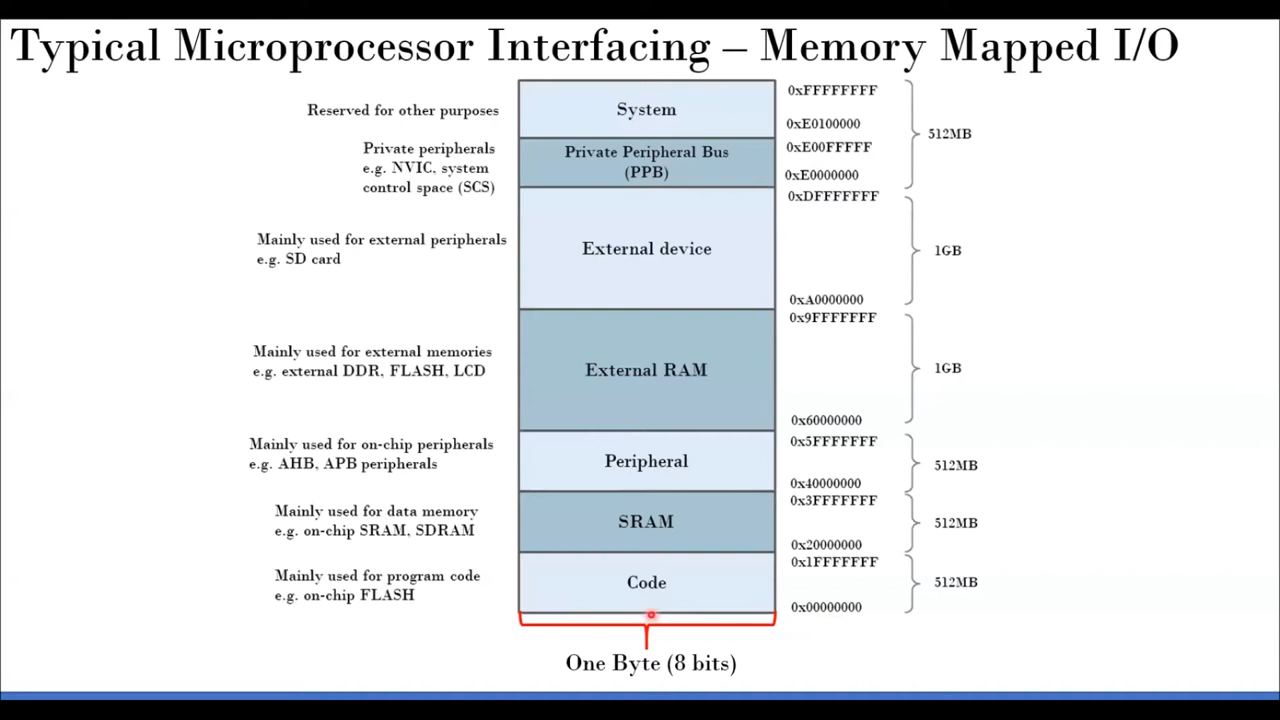 Typical Microprocessor Interfacing – Memory Mapped I/O
Reserved for other purposes
System
0xFFFFFFFF
0xE0100000
512MB
Private peripherals
e.g. NVIC, system
control space (SCS)
Private Peripheral Bus
(PPB)
0xE00FFFFF
0xE0000000
Mainly used for external peripherals
e.g. SD card
External device
0xDFFFFFFF
0xA0000000
1GB
Mainly used for external memories
e.g. external DDR, FLASH, LCD
External RAM
0x9FFFFFFF
0x60000000
1GB
Mainly used for on-chip peripherals
e.g. AHB, APB peripherals
Peripheral
0x5FFFFFFF
0x40000000
512MB
Mainly used for data memory
e.g. on-chip SRAM, SDRAM
SRAM
0x3FFFFFFF
0x20000000
512MB
Mainly used for program code
e.g. on-chip FLASH
Code
0x1FFFFFFF
0x00000000
512MB
One Byte (8 bits)